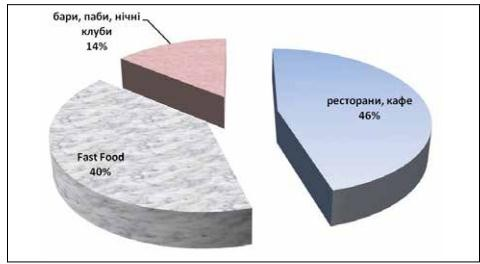 бари, паби, нічні
клуби
14%
ресторани, кафе
46%
Fast Food
40%